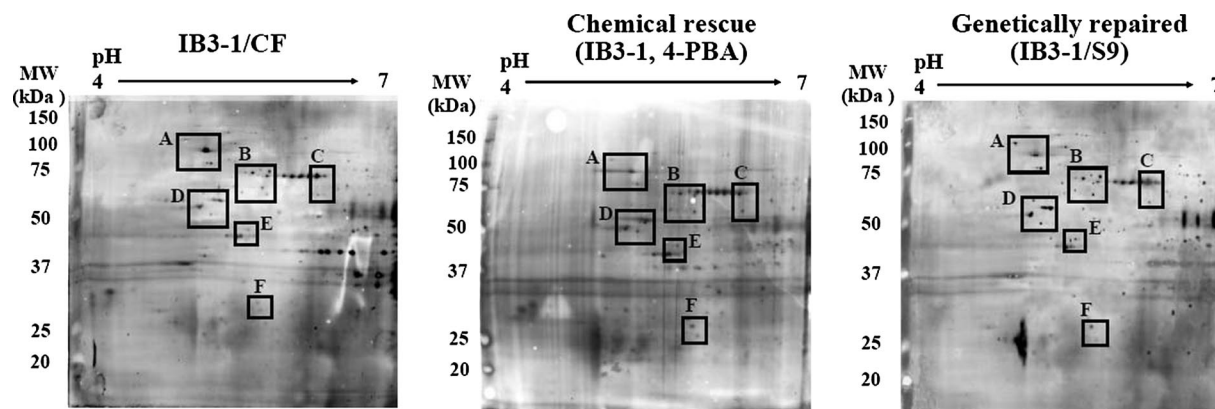 IB3-1/CF
pH
4 7
MW
(kDa )
150
100
75
50
37
25
20
A
B
C
D
E
F
Chemical rescue
(IB3-1, 4-PBA)
pH
4 7
MW
(kDa)
150
100
75
50
37
25
20
A
B
C
D
E
F
Genetically repaired
(IB3-1/S9)
pH
4 7
MW
(kDa)
150
100
75
50
37
25
20
A
B
C
D
E
F